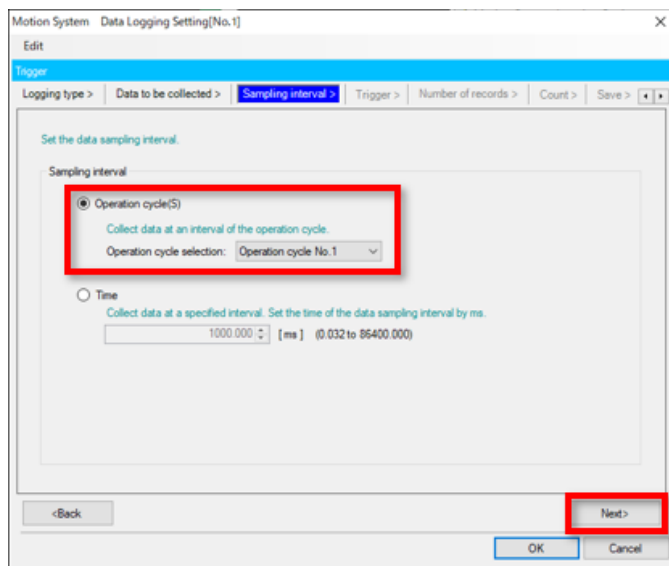 Motion System Data Logging Setting[No.1]
Edit
Trigger
Logging type > Data to be collected > Sampling interval > Trigger > Number of records > Count > Save >
Set the data sampling interval.
Sampling interval
Operation cycle(S)
Collect data at an interval of the operation cycle.
Operation cycle selection: Operation cycle No.1
Time
Collect data at a specified interval. Set the time of the data sampling interval by ms.
1000.000 [ms] (0.032 to 86400.000)
<Back Next>
OK Cancel